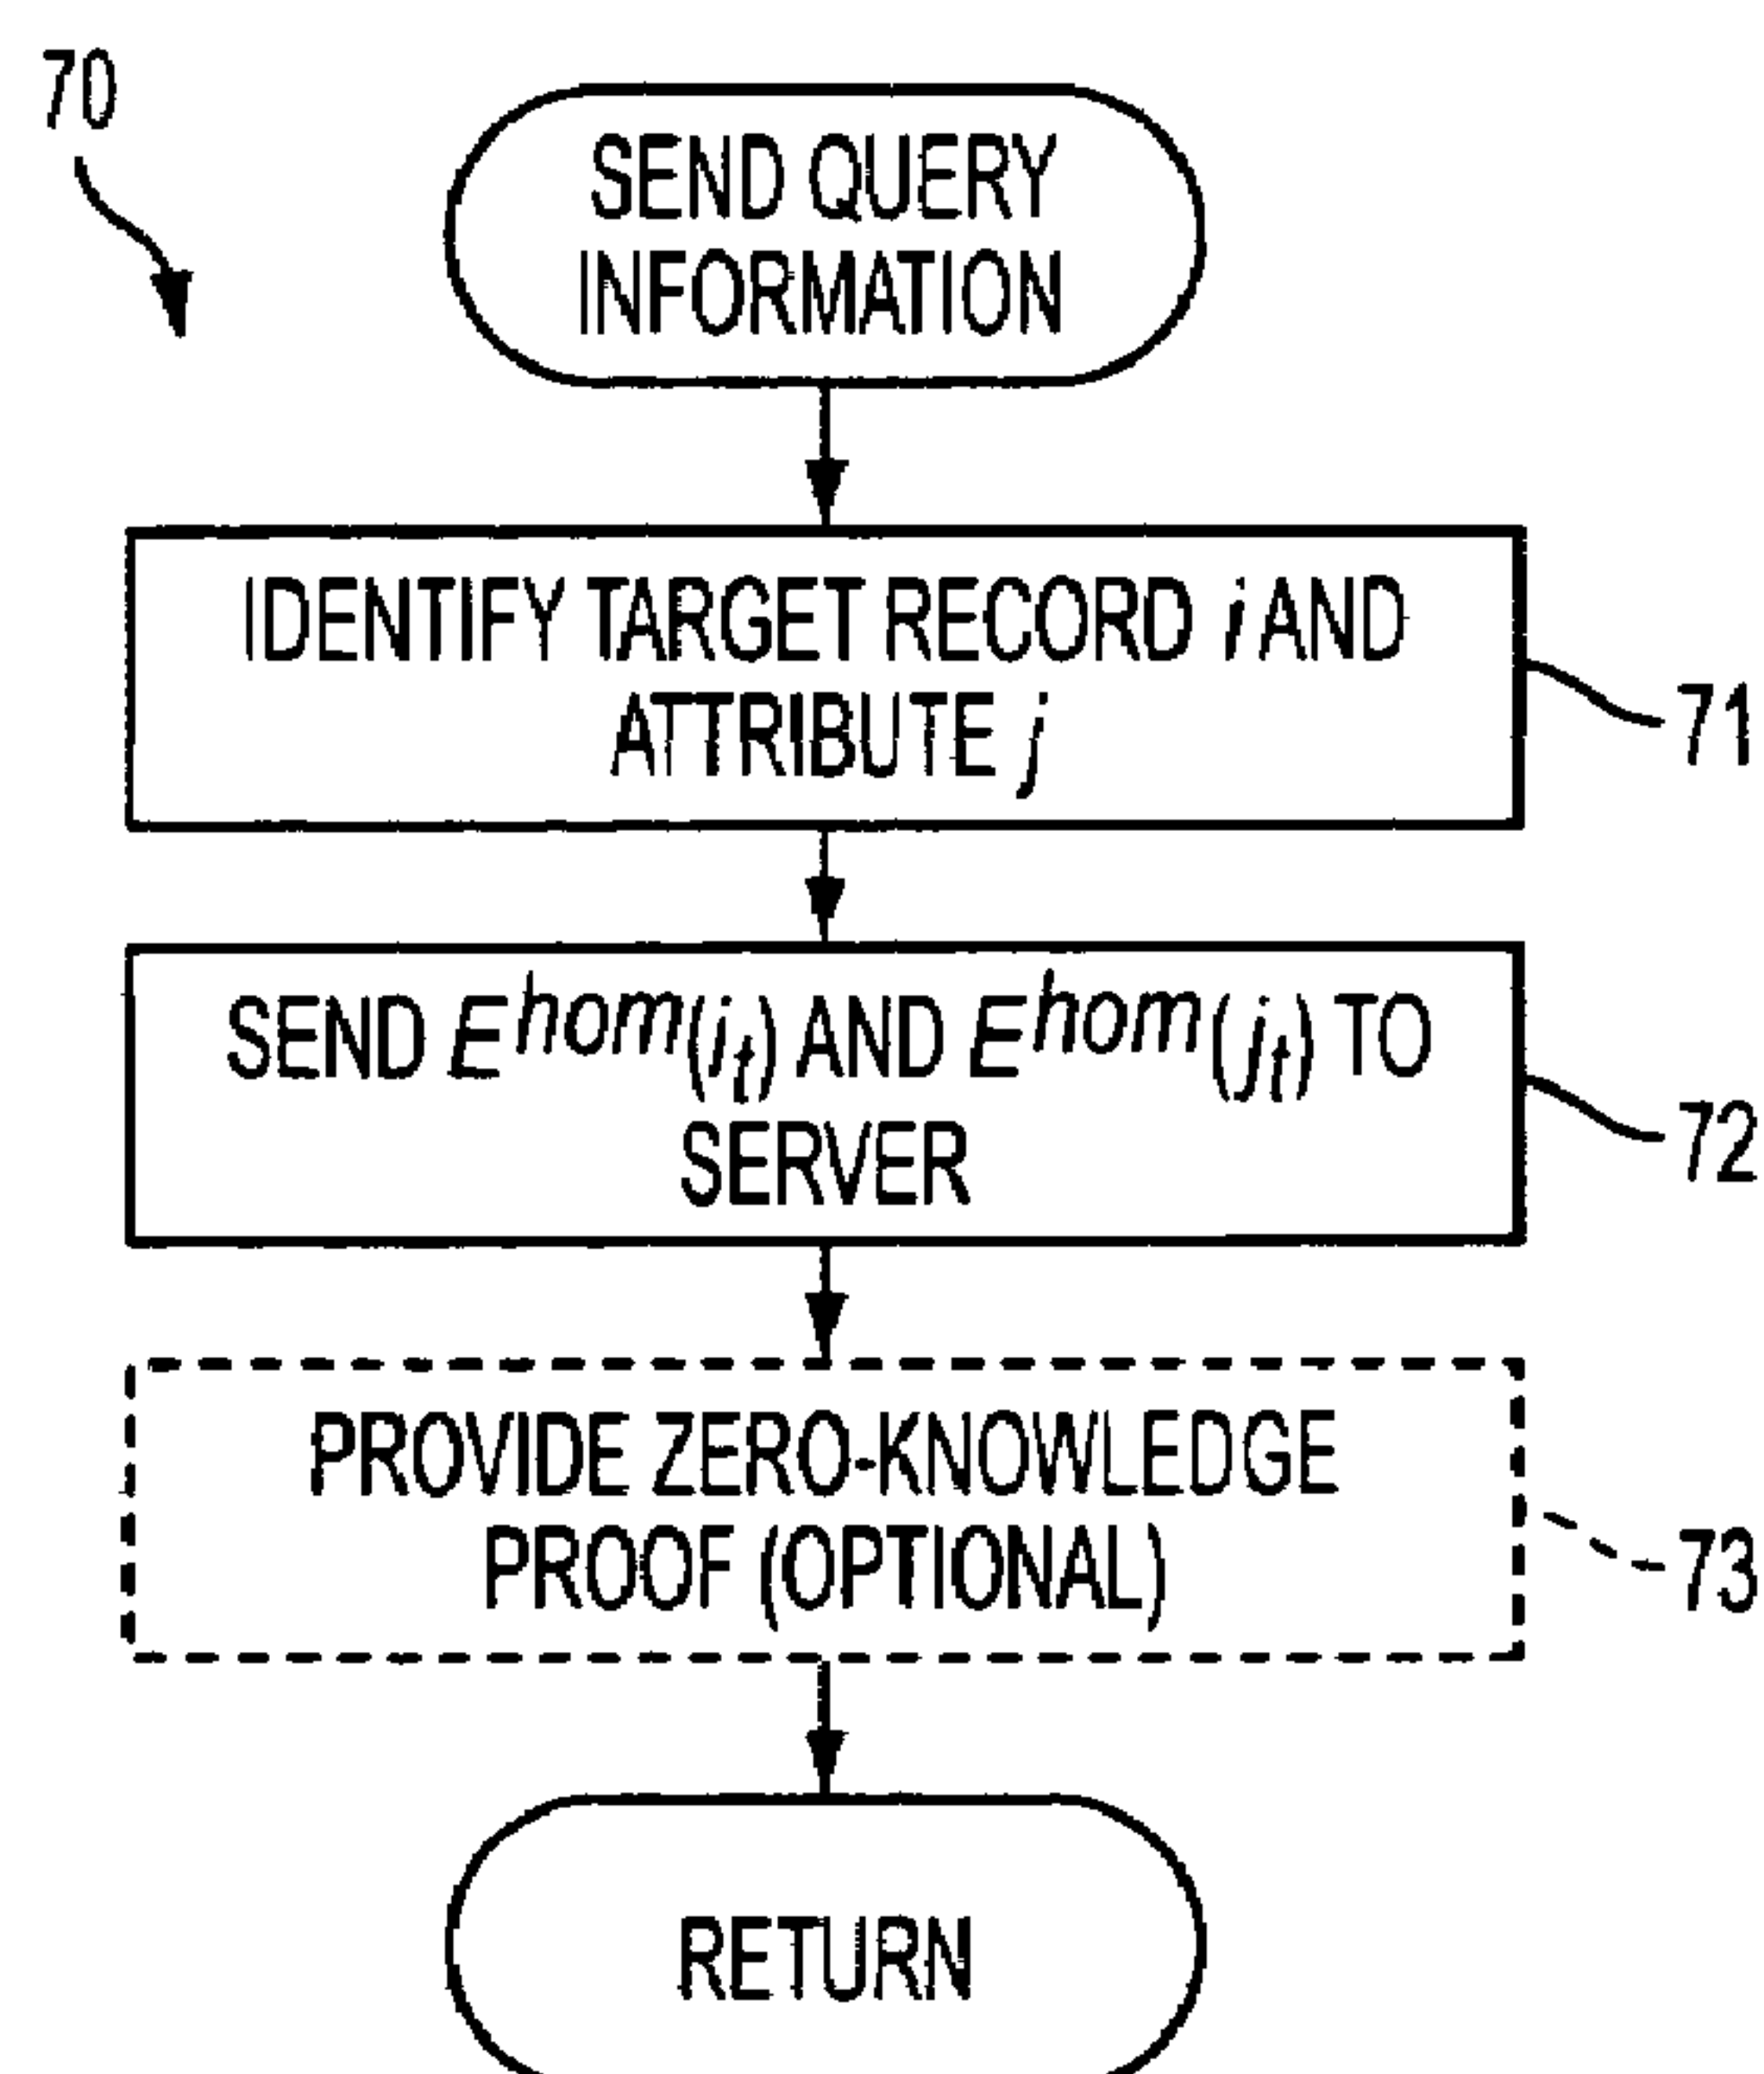 70
SEND QUERY
INFORMATION
IDENTIFY TARGET RECORD i AND
ATTRIBUTE j
71
SEND E^hom(i_t) AND E^hom(j_t) TO
SERVER
72
PROVIDE ZERO-KNOWLEDGE
PROOF (OPTIONAL)
73
RETURN